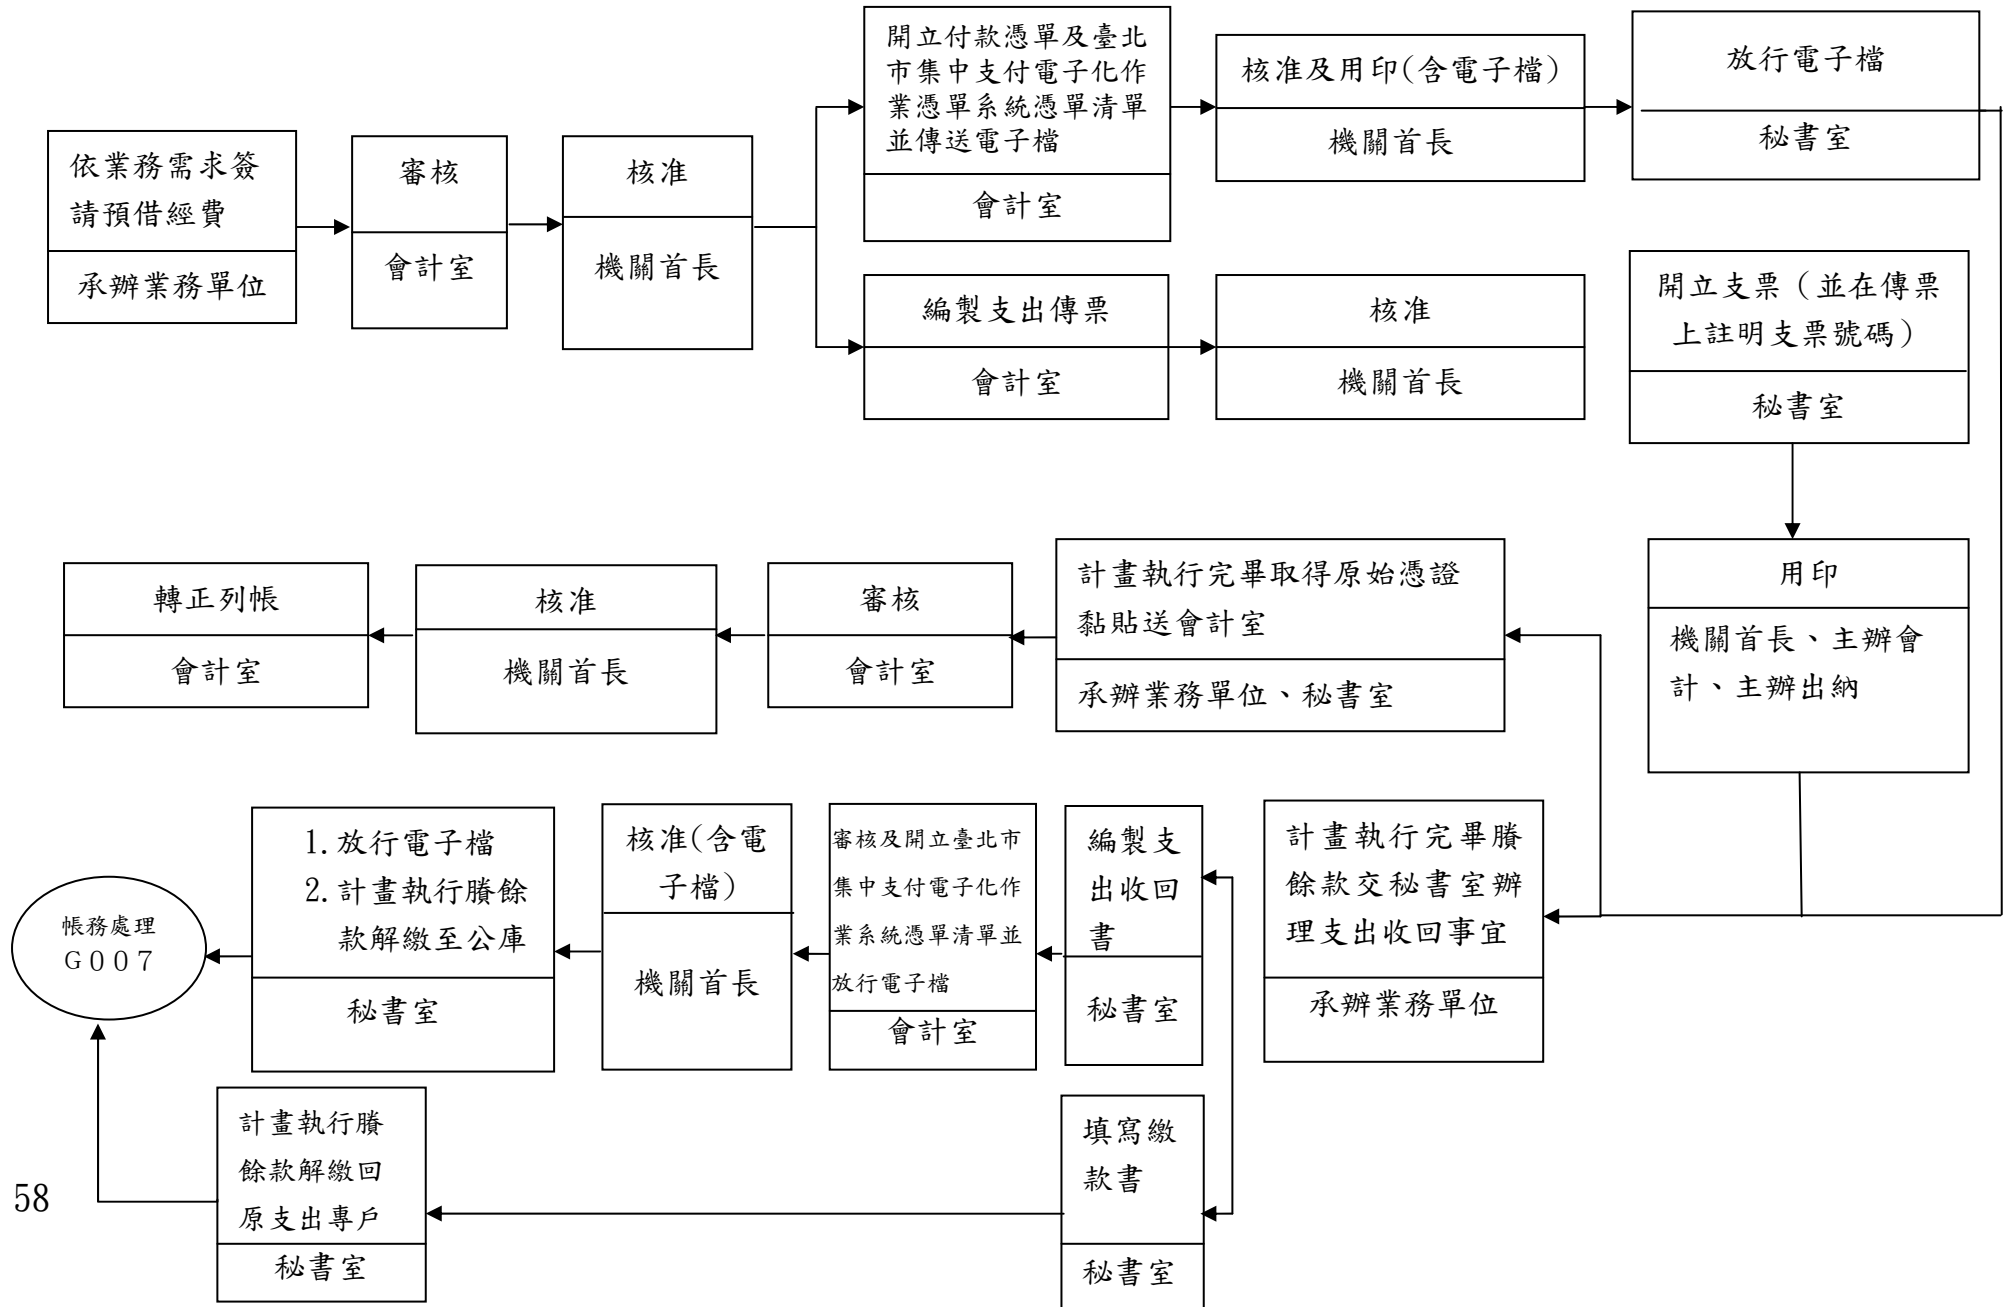 依業務需求簽
請預借經費
承辦業務單位
審核
會計室
核准
機關首長
開立付款憑單及臺北
市集中支付電子化作
業憑單系統憑單清單
並傳送電子檔
會計室
核准及用印(含電子檔)
機關首長
放行電子檔
秘書室
編製支出傳票
會計室
核准
機關首長
開立支票（並在傳票
上註明支票號碼）
秘書室
用印
機關首長、主辦會
計、主辦出納
計畫執行完畢取得原始憑證
黏貼送會計室
承辦業務單位、秘書室
審核
會計室
核准
機關首長
轉正列帳
會計室
計畫執行完畢賸
餘款交秘書室辦
理支出收回事宜
承辦業務單位
編製支
出收回
書
秘書室
審核及開立臺北市
集中支付電子化作
業系統憑單清單並
放行電子檔
會計室
核准(含電
子檔)
機關首長
1.放行電子檔
2.計畫執行賸餘
款解繳至公庫
秘書室
帳務處理
G007
填寫繳
款書
秘書室
計畫執行賸
餘款解繳回
原支出專戶
秘書室
58